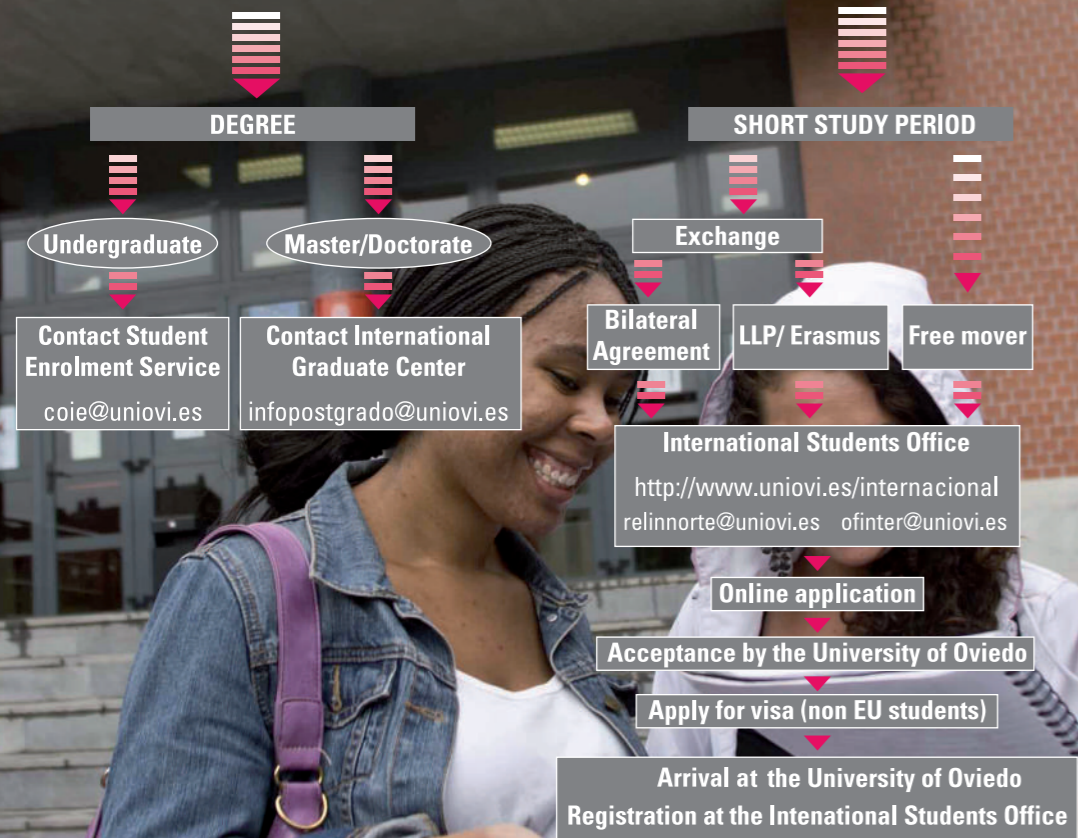 DEGREE
SHORT STUDY PERIOD
Undergraduate
Master/Doctorate
Contact Student
Enrolment Service
coie@uniovi.es
Contact International
Graduate Center
infopostgrado@uniovi.es
Exchange
Bilateral
Agreement
LLP/ Erasmus
Free mover
International Students Office
http://www.uniovi.es/internacional
relinnorte@uniovi.es ofinter@uniovi.es
Online application
Acceptance by the University of Oviedo
Apply for visa (non EU students)
Arrival at the University of Oviedo
Registration at the Intenational Students Office